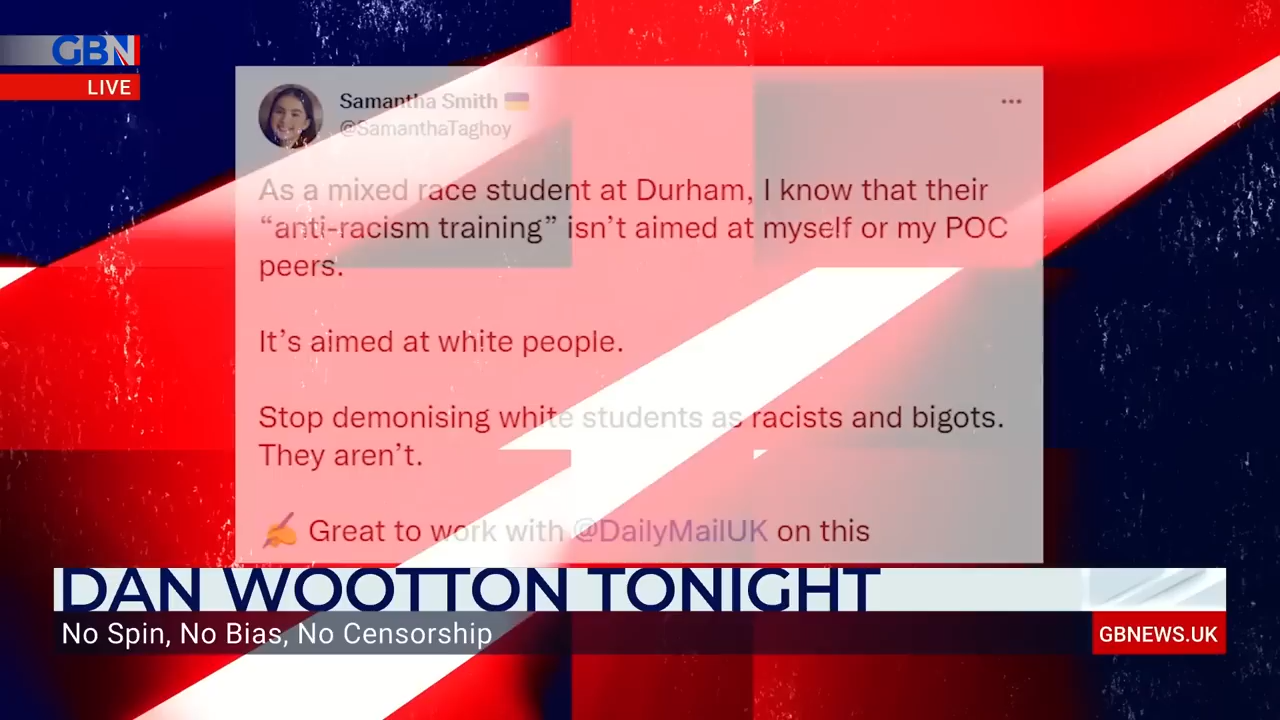 GBN
LIVE
Samantha Smith
@SamanthaTaghoy
As a mixed race student at Durham, I know that their
“anti-racism training” isn’t aimed at myself or my POC
peers.
It’s aimed at white people.
Stop demonising white students as racists and bigots.
They aren’t.
✍️ Great to work with @DailyMailUK on this
DAN WOOTTON TONIGHT
No Spin, No Bias, No Censorship
GBNEWS.UK